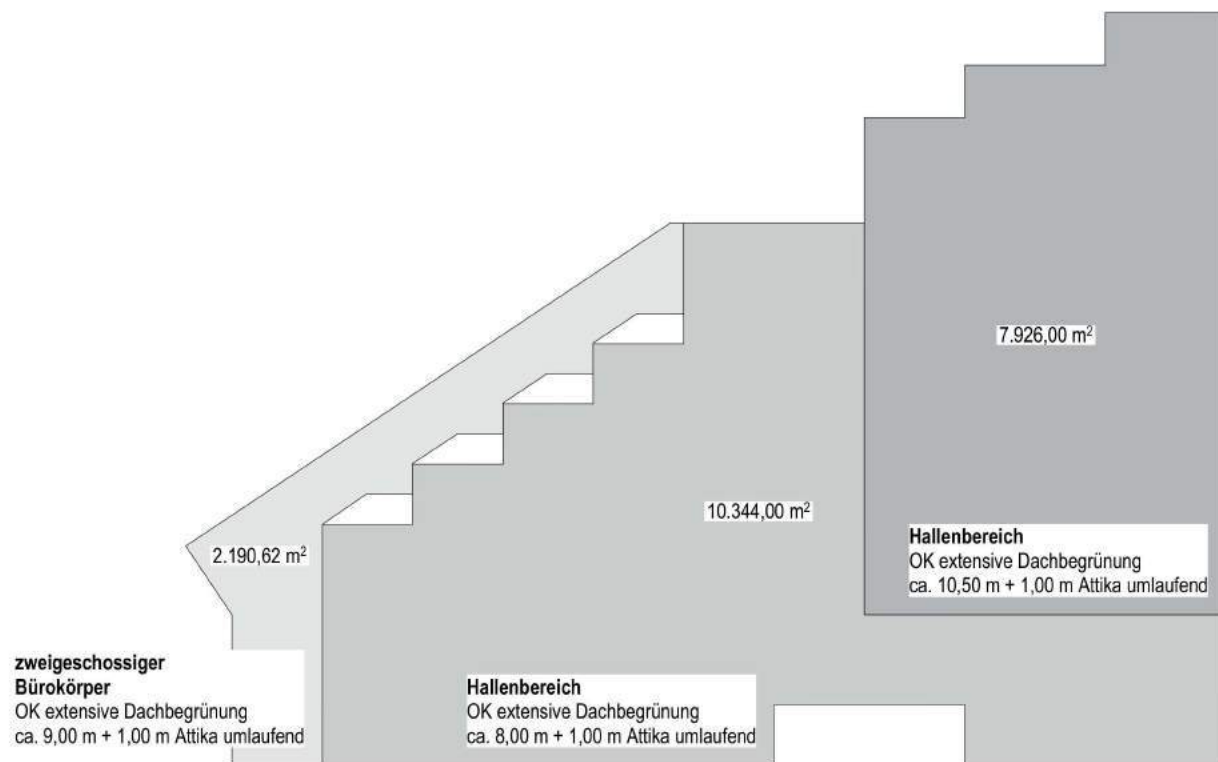 7.926,00 m²
10.344,00 m²
Hallenbereich
OK extensive Dachbegrünung
ca. 10,50 m + 1,00 m Attika umlaufend
2.190,62 m²
zweigeschossiger
Bürokörper
OK extensive Dachbegrünung
ca. 9,00 m + 1,00 m Attika umlaufend
Hallenbereich
OK extensive Dachbegrünung
ca. 8,00 m + 1,00 m Attika umlaufend